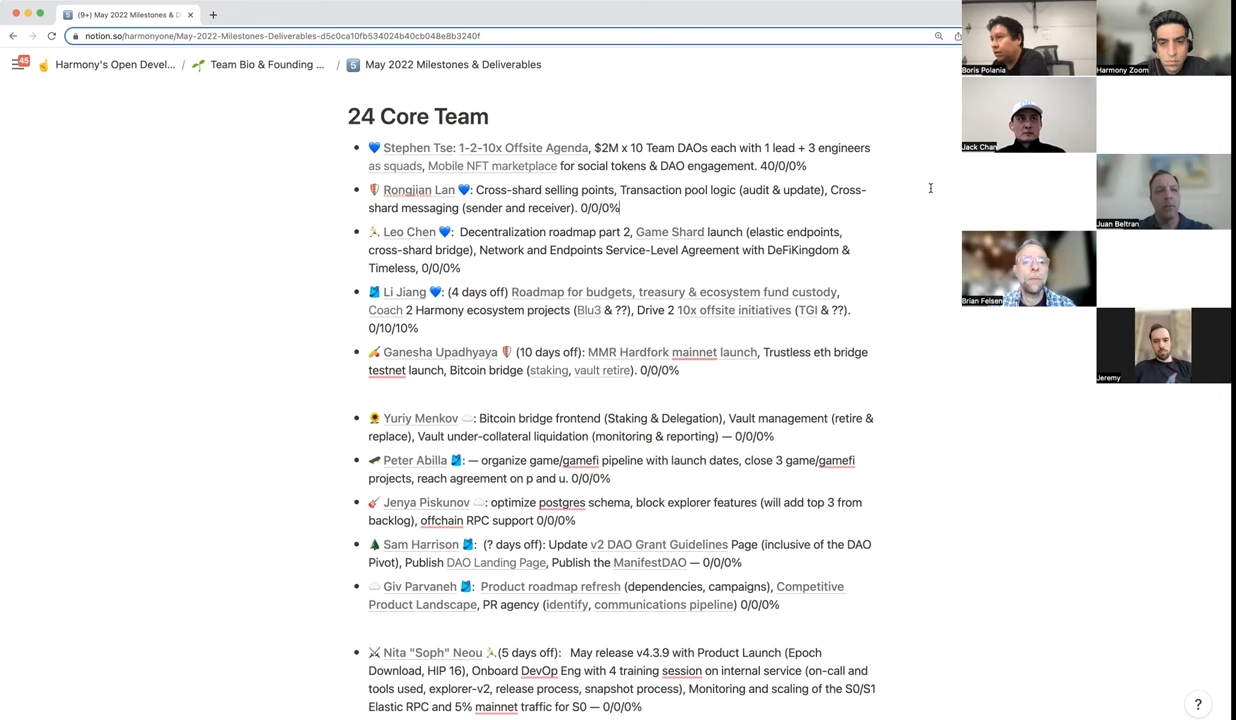 (9+) May 2022 Milestones & D
notion.so/harmonyone/May-2022-Milestones-Deliverables-d5c0ca10fb534024b40cb048e8b3240f
45
Harmony's Open Devel... / Team Bio & Founding ... / 5 May 2022 Milestones & Deliverables
24 Core Team
Stephen Tse: 1-2-10x Offsite Agenda, $2M x 10 Team DAOs each with 1 lead + 3 engineers
as squads, Mobile NFT marketplace for social tokens & DAO engagement. 40/0/0%
Rongjian Lan : Cross-shard selling points, Transaction pool logic (audit & update), Cross-
shard messaging (sender and receiver). 0/0/0%
Leo Chen : Decentralization roadmap part 2, Game Shard launch (elastic endpoints,
cross-shard bridge), Network and Endpoints Service-Level Agreement with DeFiKingdom &
Timeless, 0/0/0%
Li Jiang : (4 days off) Roadmap for budgets, treasury & ecosystem fund custody,
Coach 2 Harmony ecosystem projects (Blu3 & ??), Drive 2 10x offsite initiatives (TGI & ??).
0/10/10%
Ganesha Upadhyaya (10 days off): MMR Hardfork mainnet launch, Trustless eth bridge
testnet launch, Bitcoin bridge (staking, vault retire). 0/0/0%
Yuriy Menkov : Bitcoin bridge frontend (Staking & Delegation), Vault management (retire &
replace), Vault under-collateral liquidation (monitoring & reporting) — 0/0/0%
Peter Abilla : — organize game/gamefi pipeline with launch dates, close 3 game/gamefi
projects, reach agreement on p and u. 0/0/0%
Jenya Piskunov : optimize postgres schema, block explorer features (will add top 3 from
backlog), offchain RPC support 0/0/0%
Sam Harrison : (? days off): Update v2 DAO Grant Guidelines Page (inclusive of the DAO
Pivot), Publish DAO Landing Page, Publish the ManifestDAO — 0/0/0%
Giv Parvaneh : Product roadmap refresh (dependencies, campaigns), Competitive
Product Landscape, PR agency (identify, communications pipeline) 0/0/0%
Nita "Soph" Neou (5 days off): May release v4.3.9 with Product Launch (Epoch
Download, HIP 16), Onboard DevOp Eng with 4 training session on internal service (on-call and
tools used, explorer-v2, release process, snapshot process), Monitoring and scaling of the S0/S1
Elastic RPC and 5% mainnet traffic for S0 — 0/0/0%
Boris Polania
Harmony Zoom
Jack Chan
Juan Beltran
Brian Felsen
Jeremy
?